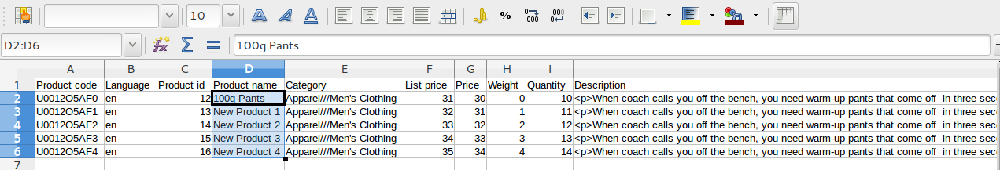 10 A A A % 0 .000 .000 0
D2:D6 fx Σ = 100g Pants
A B C D E F G H I
1 Product code Language Product id Product name Category List price Price Weight Quantity Description
2 U0012O5AF0 en 12 100g Pants Apparel///Men's Clothing 31 30 0 10 <p>When coach calls you off the bench, you need warm-up pants that come off in three sec
3 U0012O5AF1 en 13 New Product 1 Apparel///Men's Clothing 32 31 1 11 <p>When coach calls you off the bench, you need warm-up pants that come off in three sec
4 U0012O5AF2 en 14 New Product 2 Apparel///Men's Clothing 33 32 2 12 <p>When coach calls you off the bench, you need warm-up pants that come off in three sec
5 U0012O5AF3 en 15 New Product 3 Apparel///Men's Clothing 34 33 3 13 <p>When coach calls you off the bench, you need warm-up pants that come off in three sec
6 U0012O5AF4 en 16 New Product 4 Apparel///Men's Clothing 35 34 4 14 <p>When coach calls you off the bench, you need warm-up pants that come off in three sec
7